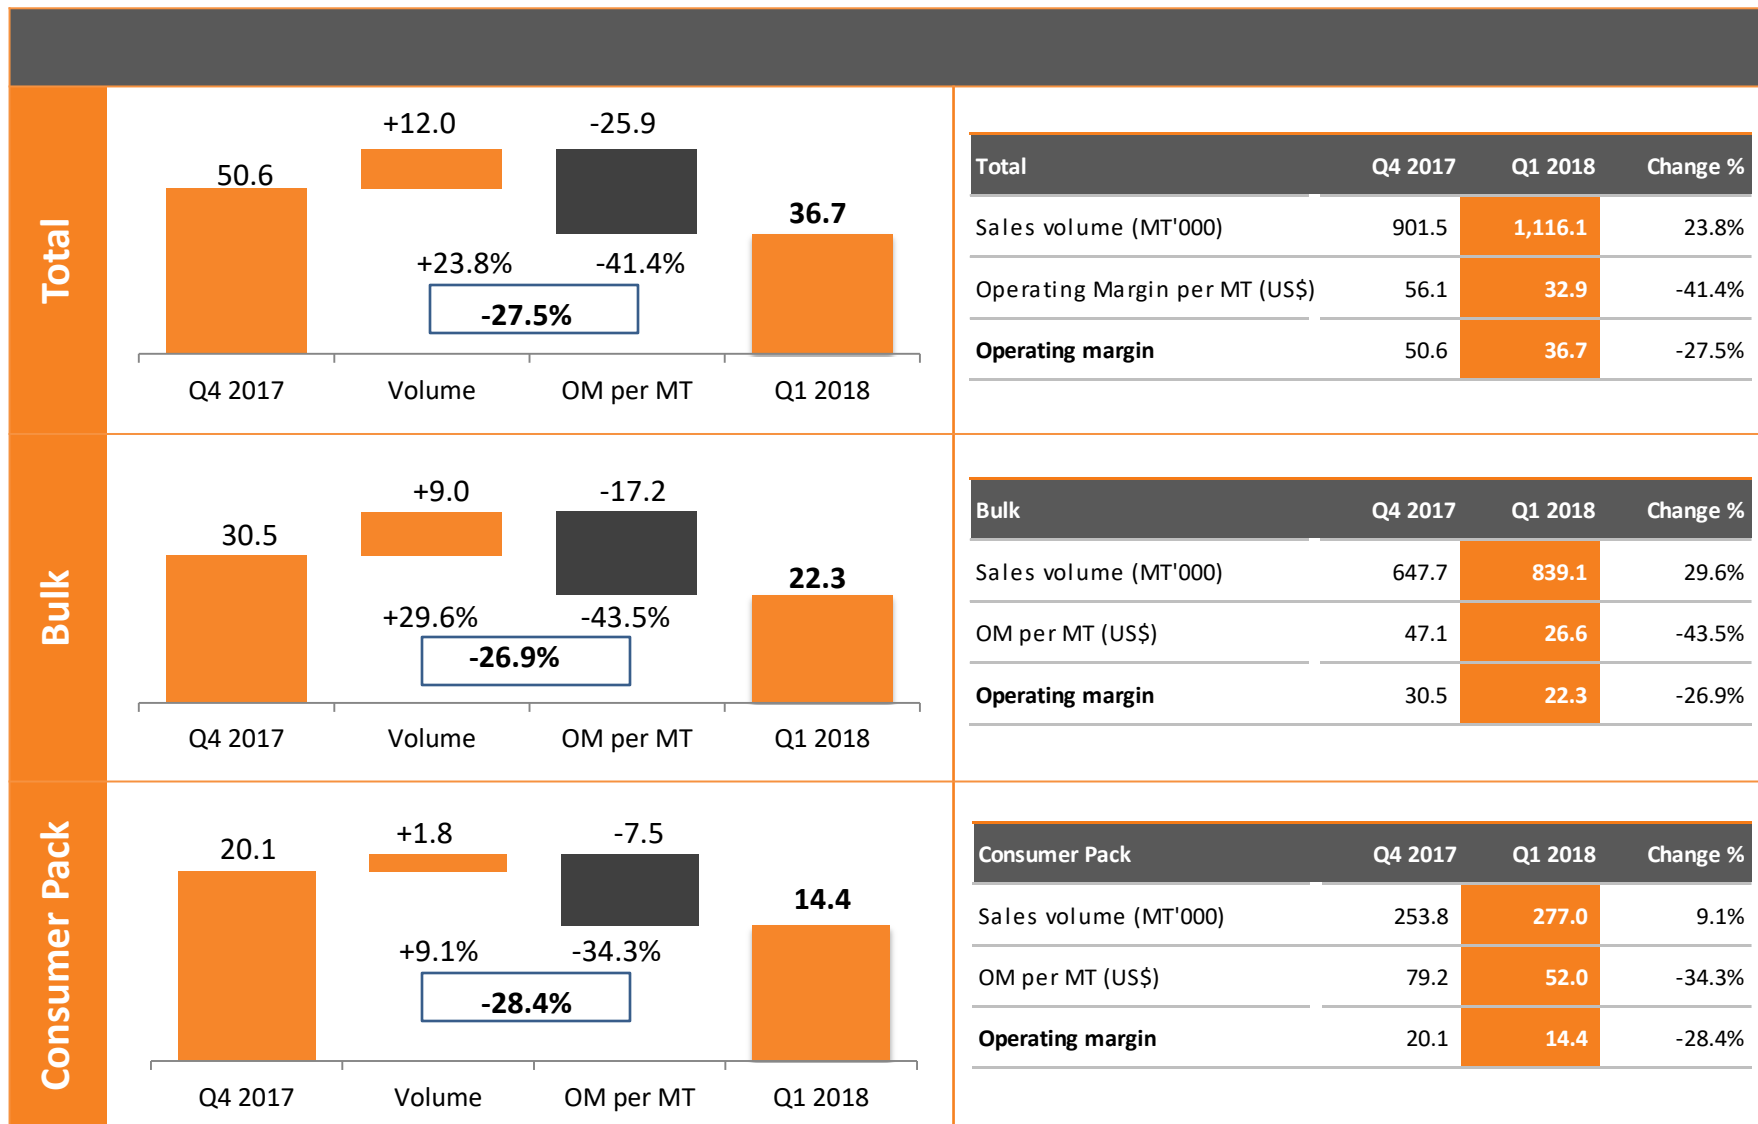 Total
+12.0 -25.9
50.6
36.7
+23.8% -41.4%
-27.5%
Q4 2017 Volume OM per MT Q1 2018
Total Q4 2017 Q1 2018 Change %
Sales volume (MT'000) 901.5 1,116.1 23.8%
Operating Margin per MT (US$) 56.1 32.9 -41.4%
Operating margin 50.6 36.7 -27.5%
Bulk
+9.0 -17.2
30.5
22.3
+29.6% -43.5%
-26.9%
Q4 2017 Volume OM per MT Q1 2018
Bulk Q4 2017 Q1 2018 Change %
Sales volume (MT'000) 647.7 839.1 29.6%
OM per MT (US$) 47.1 26.6 -43.5%
Operating margin 30.5 22.3 -26.9%
Consumer Pack
+1.8 -7.5
20.1
14.4
+9.1% -34.3%
-28.4%
Q4 2017 Volume OM per MT Q1 2018
Consumer Pack Q4 2017 Q1 2018 Change %
Sales volume (MT'000) 253.8 277.0 9.1%
OM per MT (US$) 79.2 52.0 -34.3%
Operating margin 20.1 14.4 -28.4%